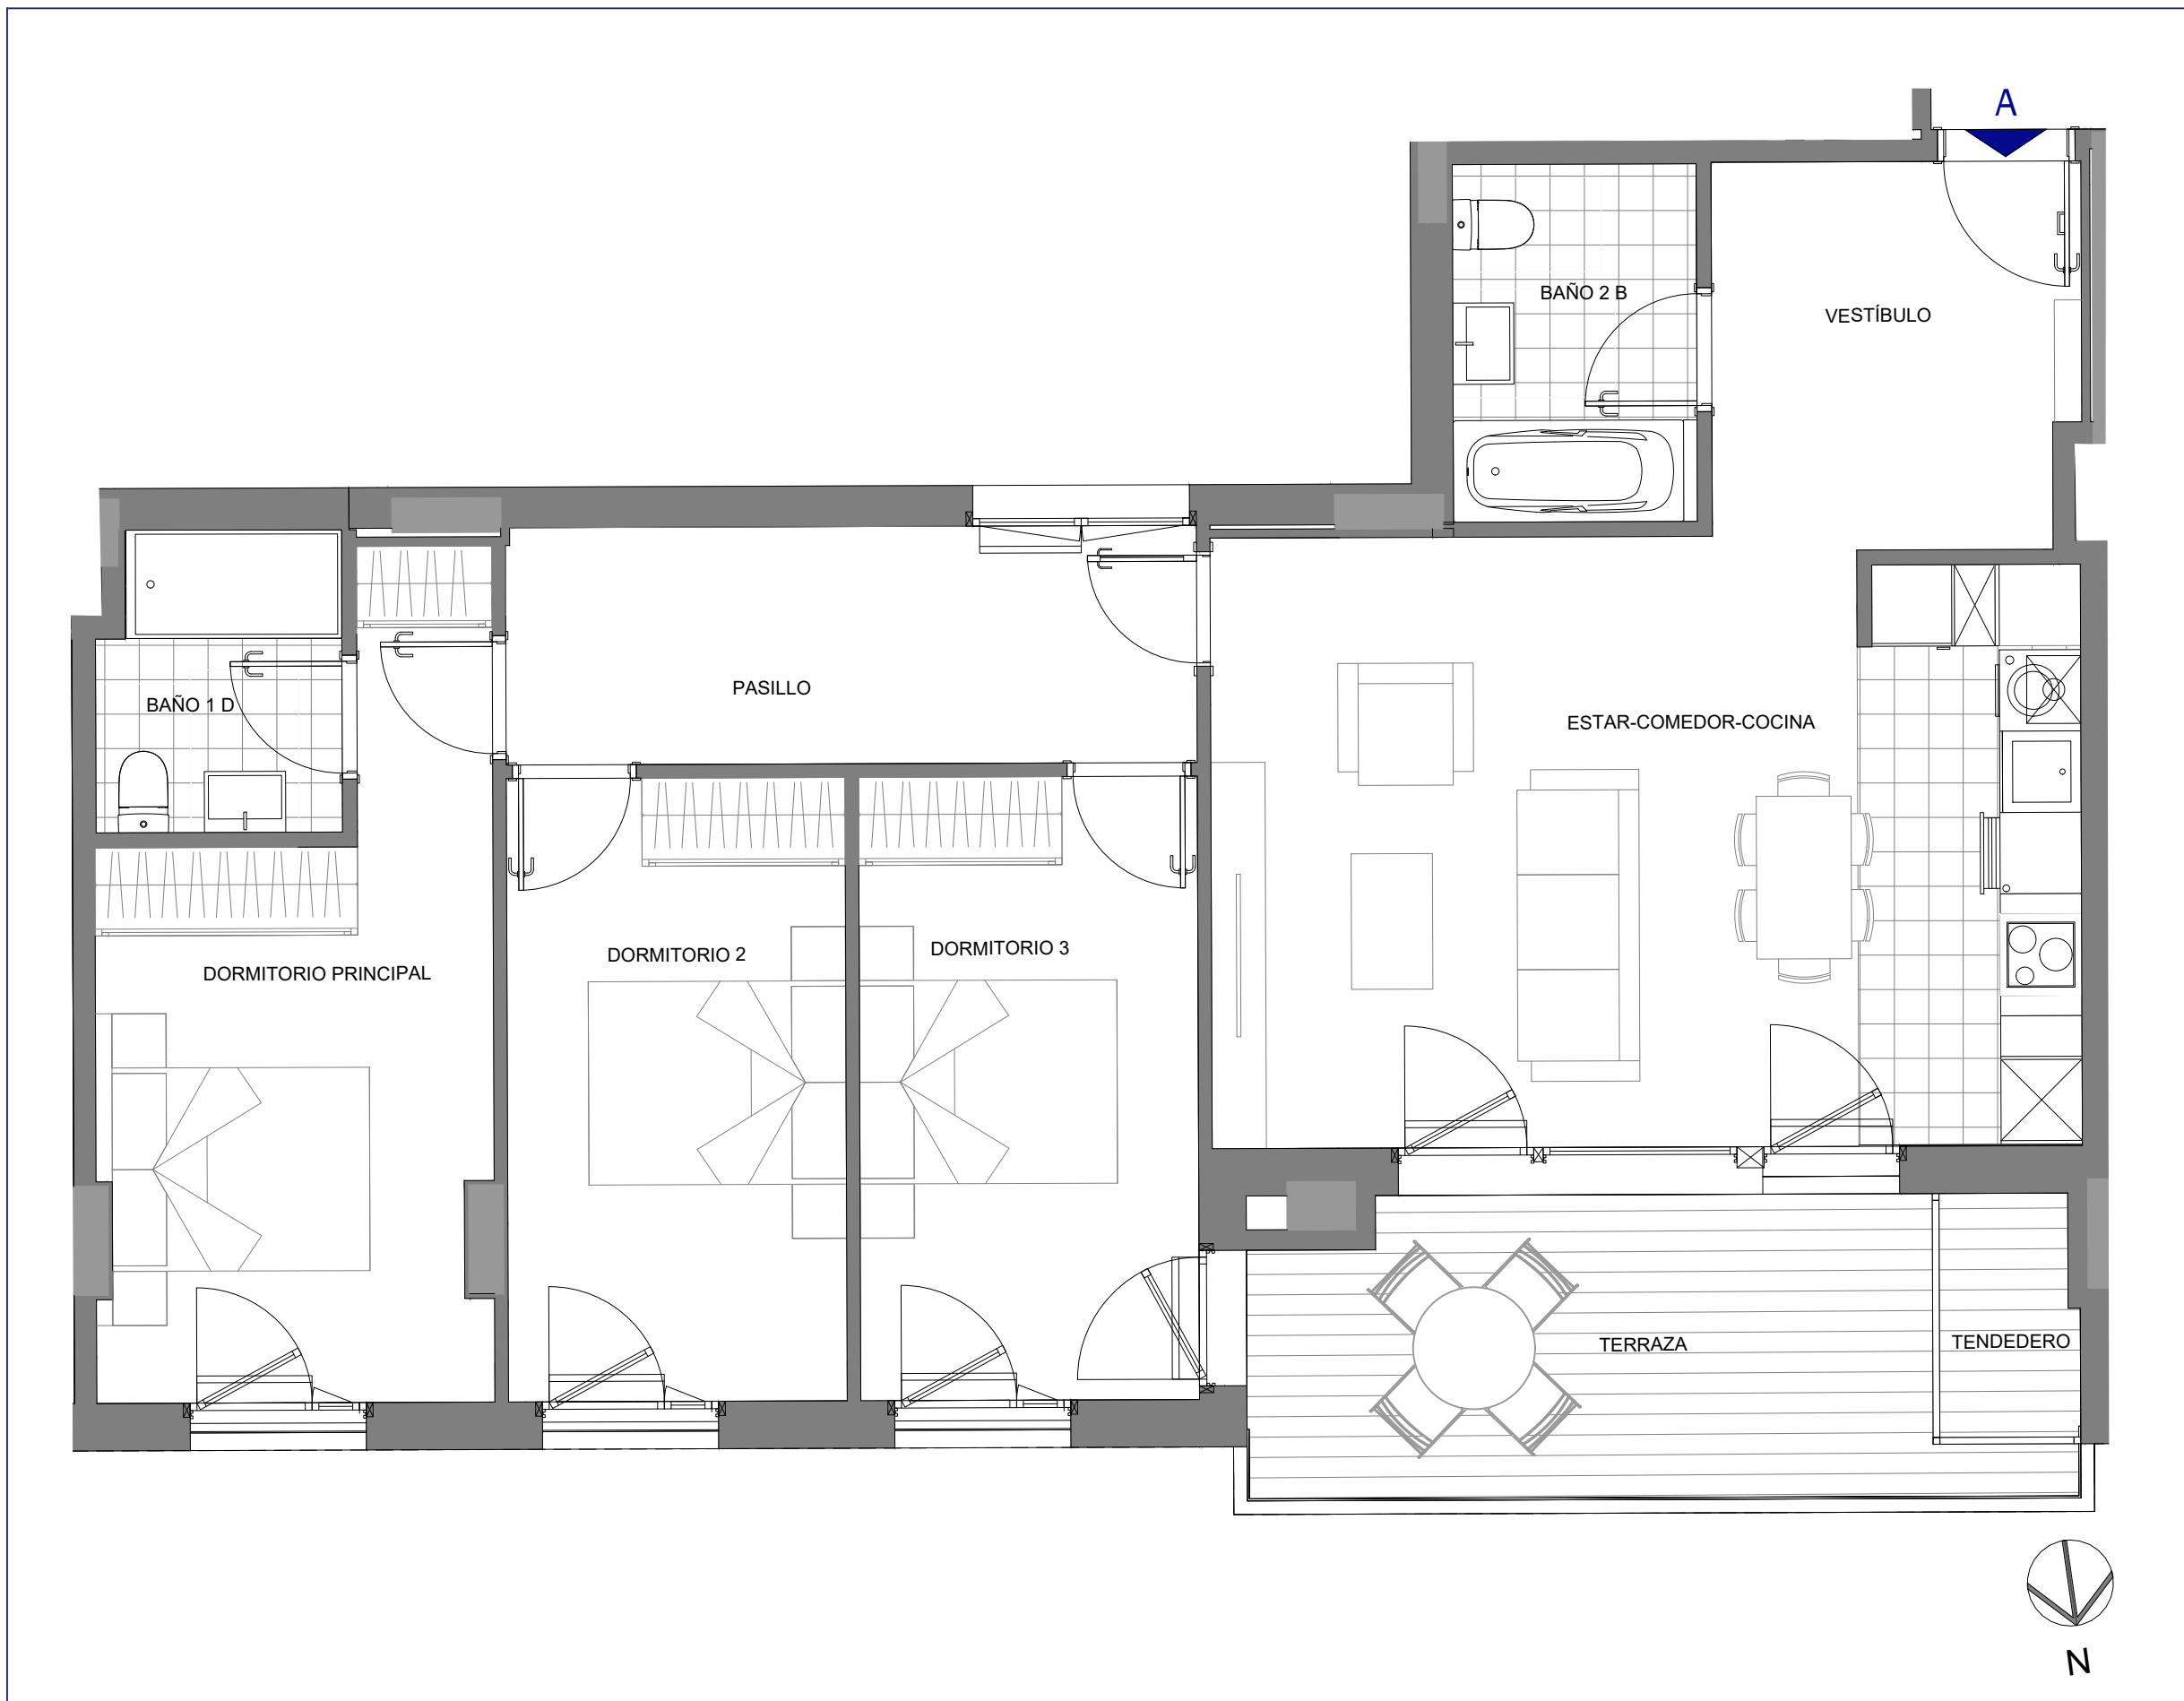 A
BAÑO 2 B
VESTÍBULO
PASILLO
BAÑO 1 D
ESTAR-COMEDOR-COCINA
DORMITORIO PRINCIPAL
DORMITORIO 2
DORMITORIO 3
TERRAZA
TENDEDERO
N